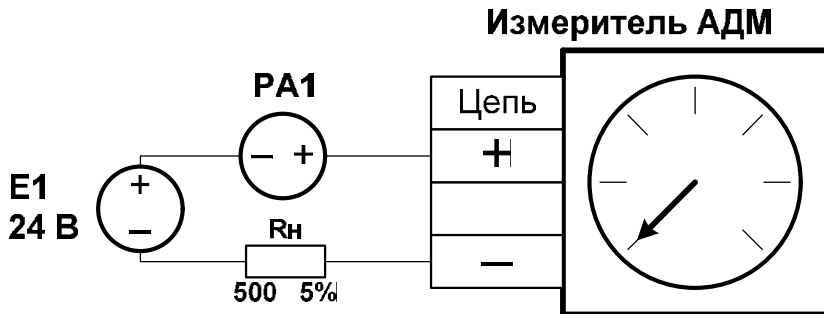 Измеритель АДМ
PA1
Цепь
– +
+
E1
24 В
+
–
Rн
–
500 5%